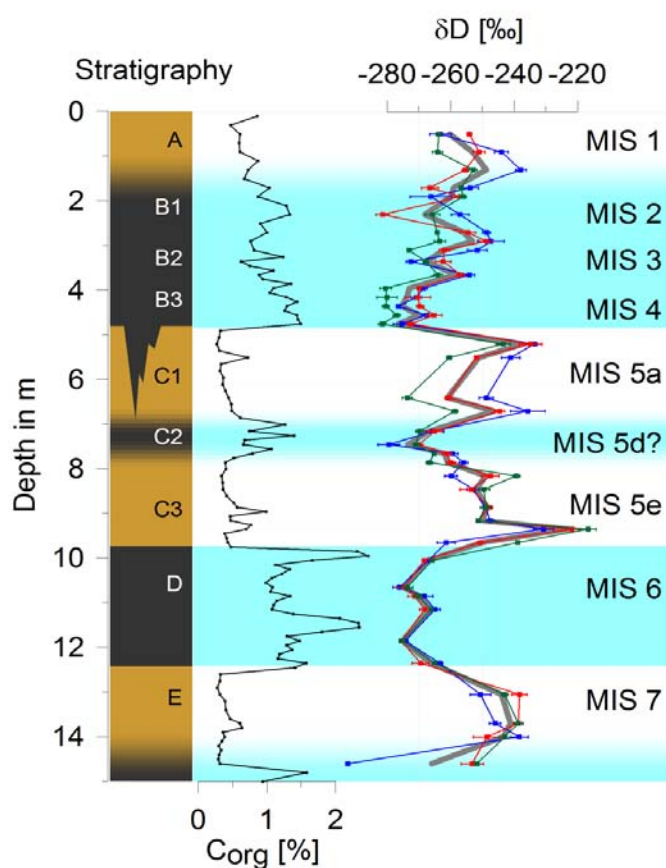 δD [‰]
Stratigraphy
-280 -260 -240 -220
0
A
MIS 1
2
B1
MIS 2
B2
MIS 3
4
B3
MIS 4
Depth in m
6
C1
MIS 5a
C2
MIS 5d?
8
C3
MIS 5e
10
D
MIS 6
12
E
MIS 7
14
0 1 2
Corg [%]